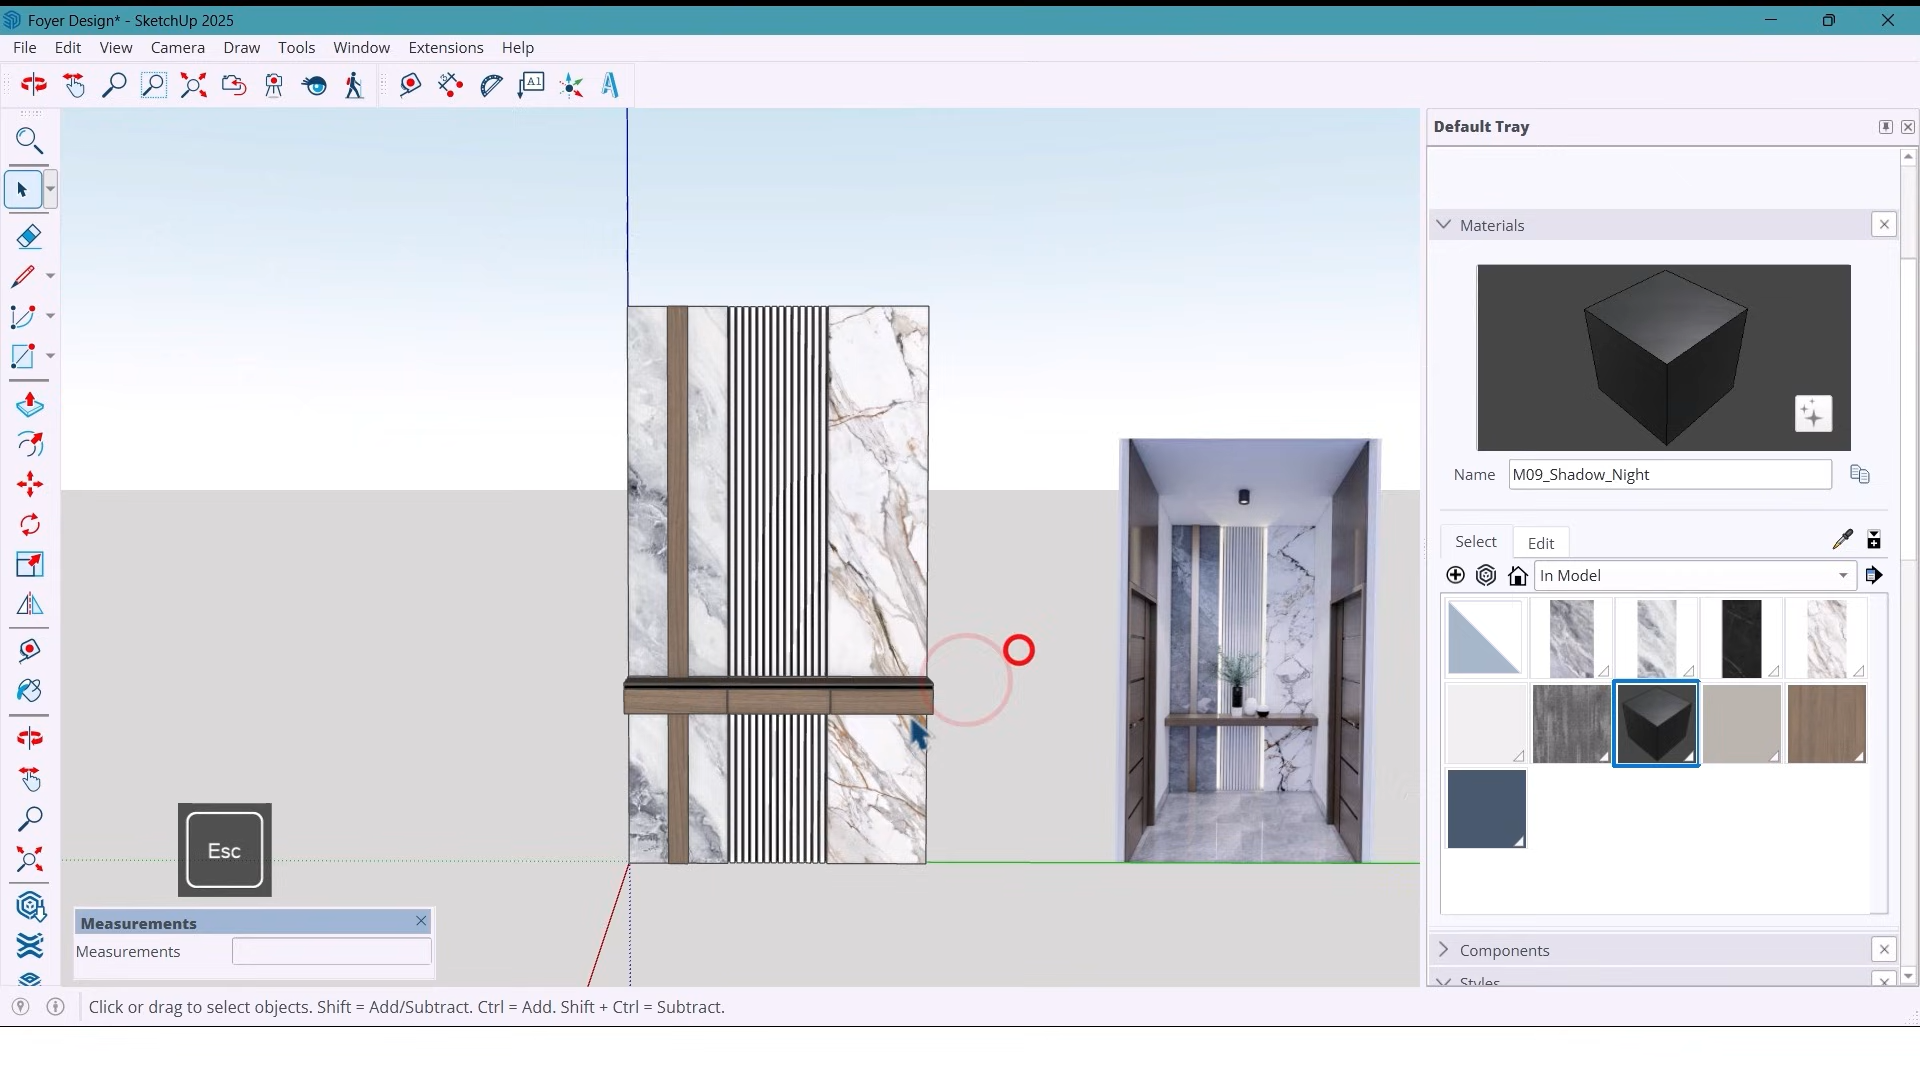 Foyer Design* - SketchUp 2025
File Edit View Camera Draw Tools Window Extensions Help
A1
Default Tray
Materials
Name M09_Shadow_Night
Select Edit
In Model
Esc
Measurements
Measurements
Components
Styles
Click or drag to select objects. Shift = Add/Subtract. Ctrl = Add. Shift + Ctrl = Subtract.